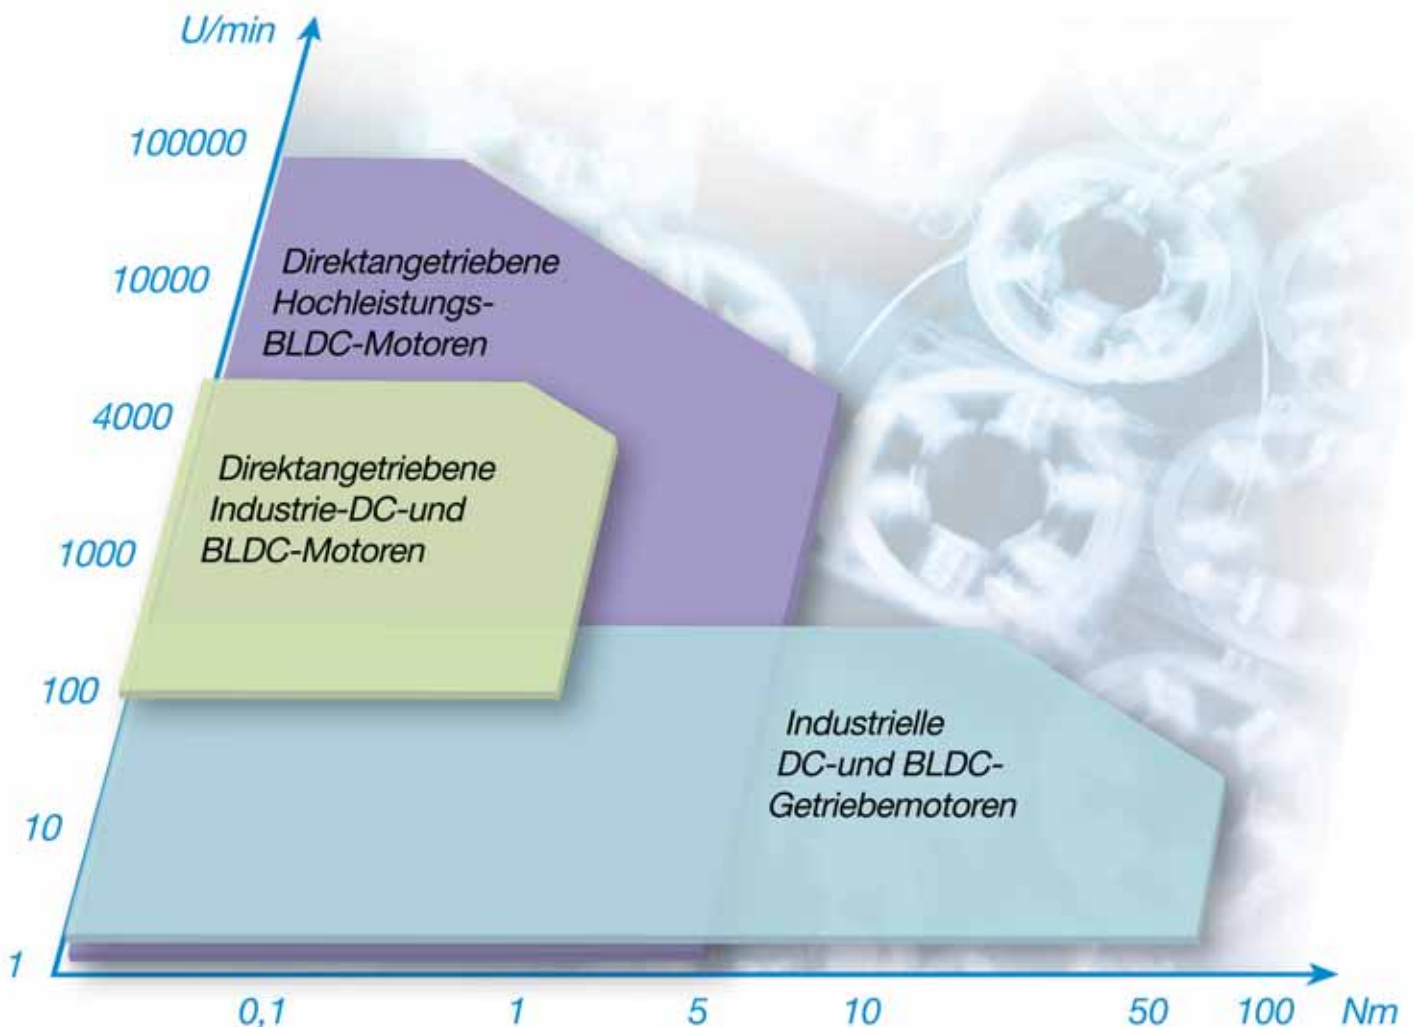 U/min
100000
10000
4000
1000
100
10
1
Direktangetriebene
Hochleistungs-
BLDC-Motoren
Direktangetriebene
Industrie-DC-und
BLDC-Motoren
Industrielle
DC-und BLDC-
Getriebemotoren
0,1 1 5 10 50 100 Nm